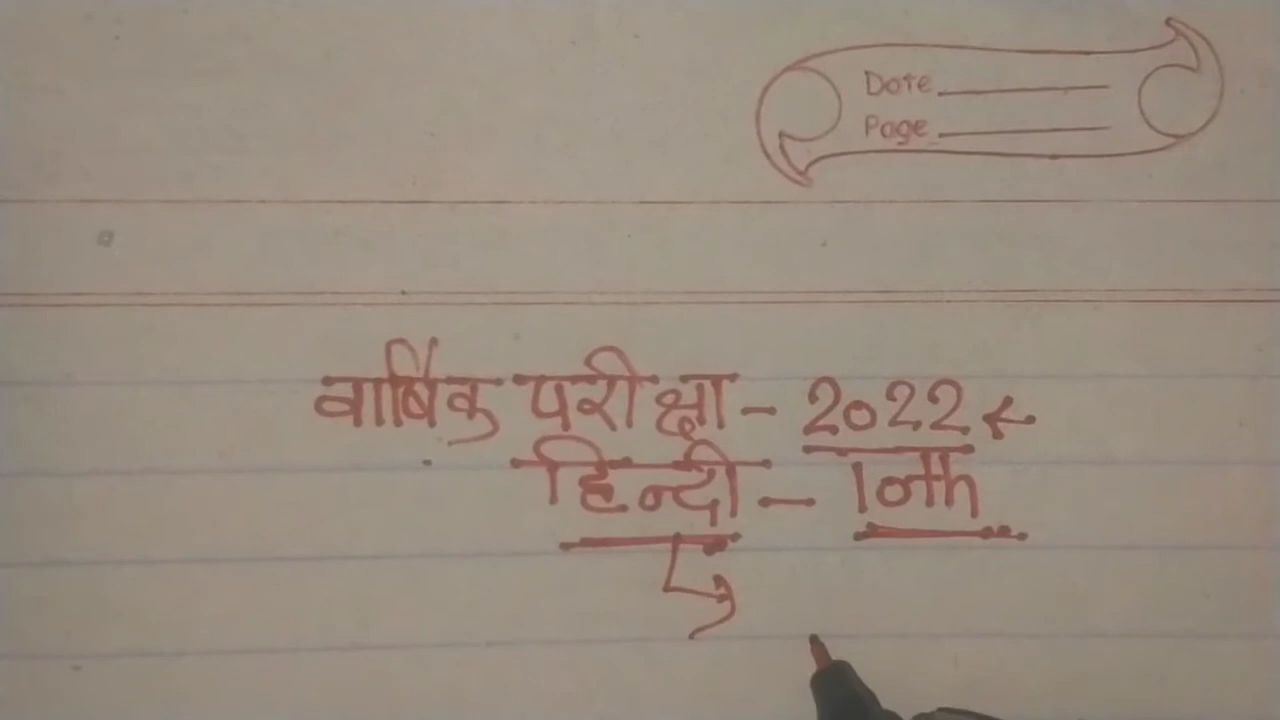 Date
Page
वार्षिक परीक्षा - 2022
हिन्दी - 10th